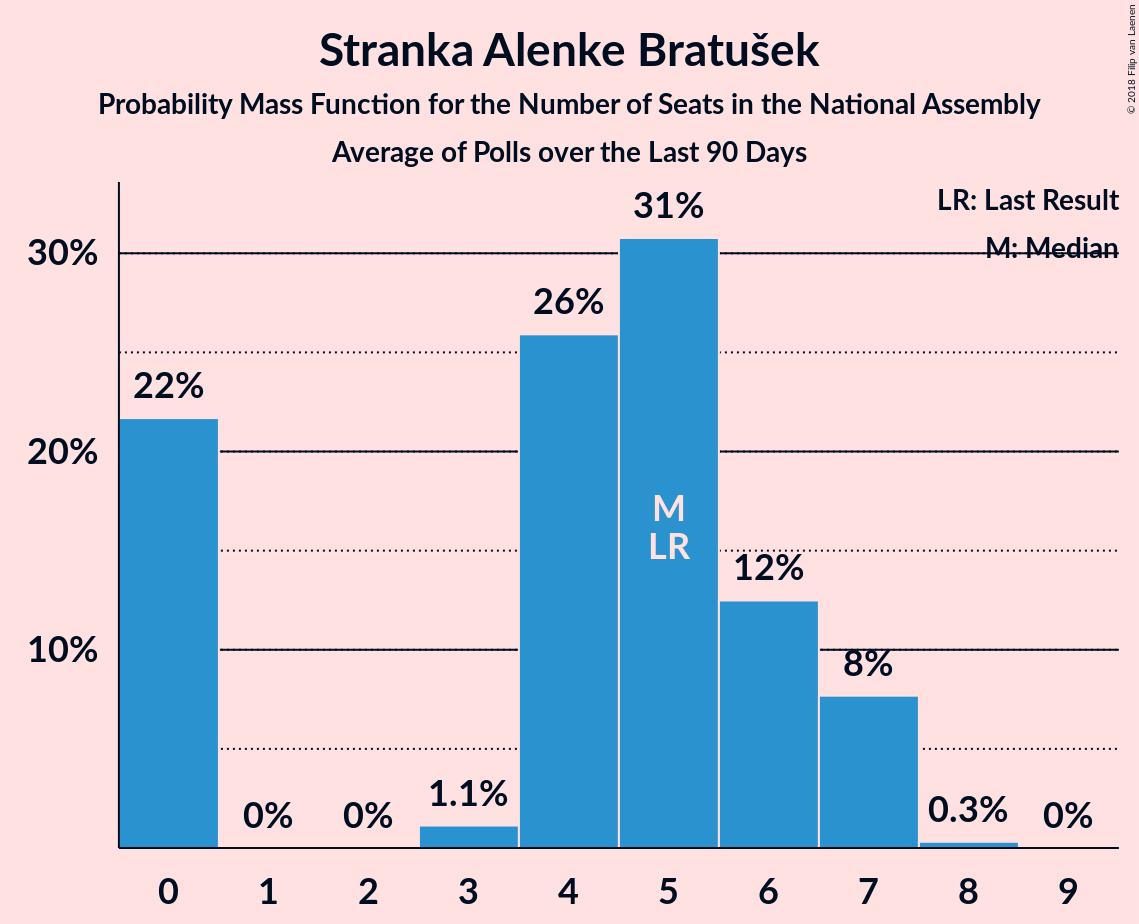 Stranka Alenke Bratušek
Probability Mass Function for the Number of Seats in the National Assembly
Average of Polls over the Last 90 Days
© 2018 Filip van Laenen
LR: Last Result
M: Median
30%
20%
10%
22%
0%
0%
1.1%
26%
31%
M
LR
12%
8%
0.3%
0%
0 1 2 3 4 5 6 7 8 9